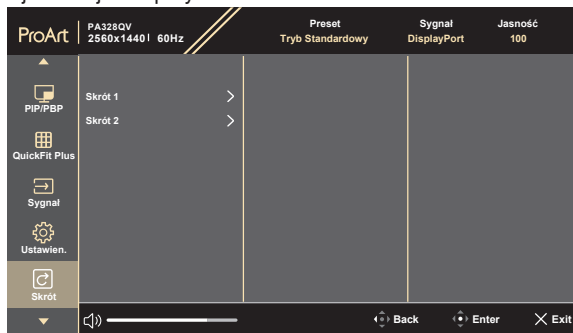 ProArt
PA328QV
2560x1440 60Hz
Preset
Tryb Standardowy
Sygnał
DisplayPort
Jasność
100
PIP/PBP
QuickFit Plus
Sygnał
Ustawien.
Skrót
Skrót 1
Skrót 2
Back
Enter
Exit